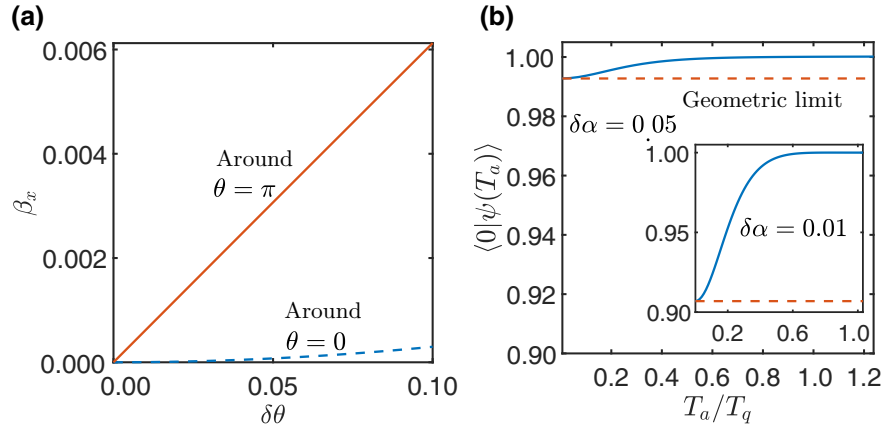 (a)
0.006
0.004
0.002
0.000
β_x
Around
θ = π
Around
θ = 0
0.00
0.05
0.10
δθ
(b)
1.00
0.98
0.96
0.94
0.92
0.90
⟨0|ψ(T_a)⟩
Geometric limit
δα = 0.05
1.00
0.95
0.90
δα = 0.01
0.2
0.6
1.0
0.2
0.4
0.6
0.8
1.0
1.2
T_a/T_q